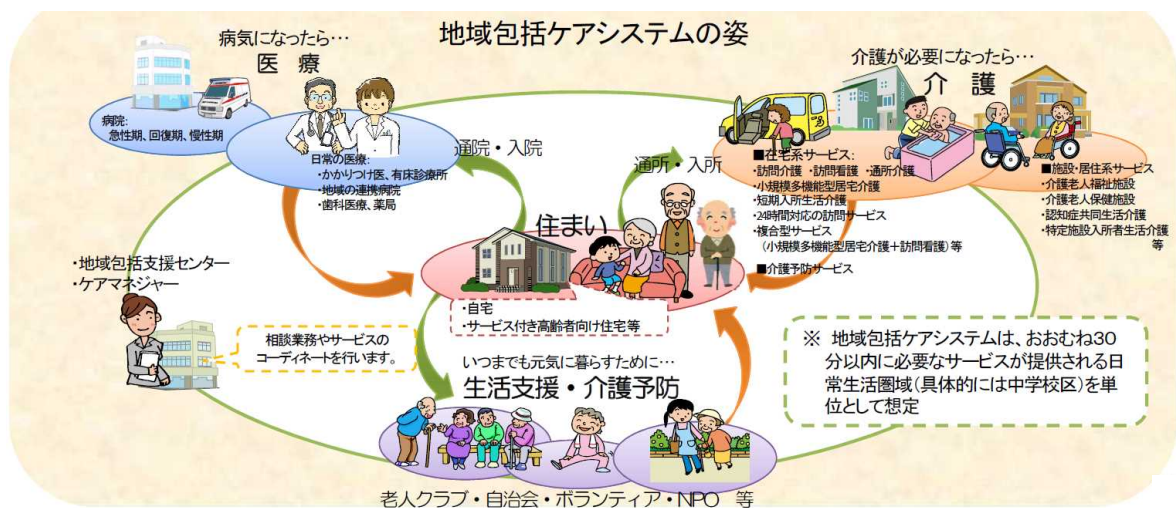 地域包括ケアシステムの姿
病気になったら…
医 療
病院:
急性期、回復期、慢性期
日常の医療:
・かかりつけ医、有床診療所
・地域の連携病院
・歯科医療、薬局
通院・入院
通所・入所
介護が必要になったら…
介 護
■在宅系サービス:
・訪問介護 ・訪問看護 ・通所介護
・小規模多機能型居宅介護
・短期入所生活介護
・24時間対応の訪問サービス
・複合型サービス
(小規模多機能型居宅介護+訪問看護)等
■介護予防サービス
■施設・居住系サービス
・介護老人福祉施設
・介護老人保健施設
・認知症共同生活介護
・特定施設入所者生活介護
等
住まい
・自宅
・サービス付き高齢者向け住宅等
・地域包括支援センター
・ケアマネジャー
相談業務やサービスの
コーディネートを行います。
いつまでも元気に暮らすために…
生活支援・介護予防
老人クラブ・自治会・ボランティア・NPO 等
※ 地域包括ケアシステムは、おおむね30
分以内に必要なサービスが提供される日
常生活圏域(具体的には中学校区)を単
位として想定